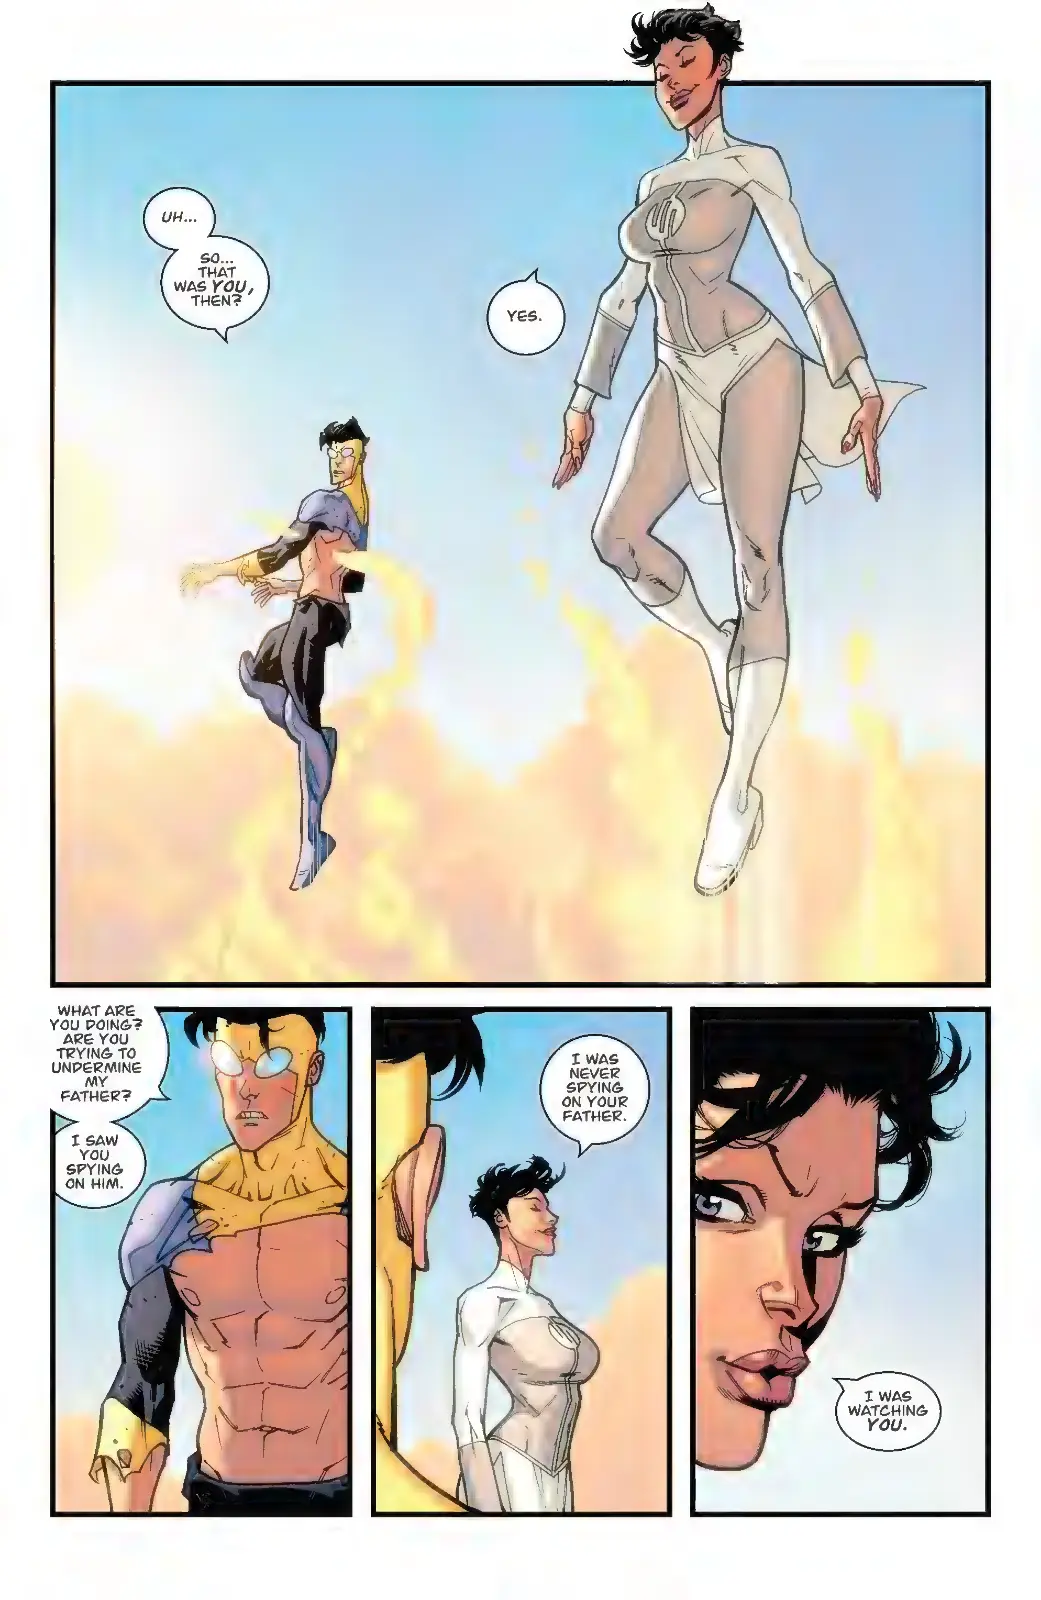 UH...
SO...
THAT
WAS YOU,
THEN?
YES.
WHAT ARE
YOU DOING?
ARE YOU
TRYING TO
UNDERMINE
MY
FATHER?
I SAW
YOU
SPYING
ON HIM.
I WAS
NEVER
SPYING
ON YOUR
FATHER.
I WAS
WATCHING
YOU.